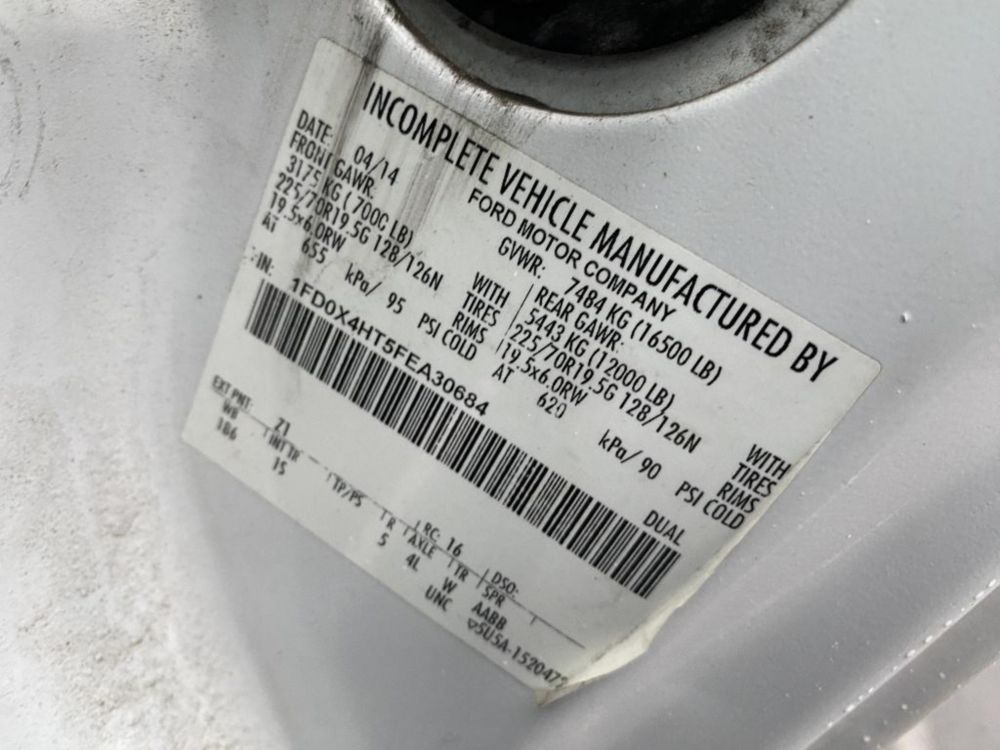 INCOMPLETE VEHICLE MANUFACTURED BY
FORD MOTOR COMPANY
DATE: 04/14 GVWR: 7484 KG (16500 LB)
FRONT GAWR: REAR GAWR:
3175 KG (7000 LB) 5443 KG (12000 LB)
225/70R19.5G 128/126N WITH TIRES 225/70R19.5G 128/126N WITH TIRES
19.5x6.0RW RIMS 19.5x6.0RW RIMS
AT 655 kPa/ 95 PSI COLD AT 620 kPa/ 90 PSI COLD DUAL
IN: 1FD0X4HT5FEA30684
EXT PNT: Z1 RC: 16 DSO:
WB INT TR TP/PS R AXLE TR SPR
186 15 5 4L W AABB
UNC 5U5A-1520472